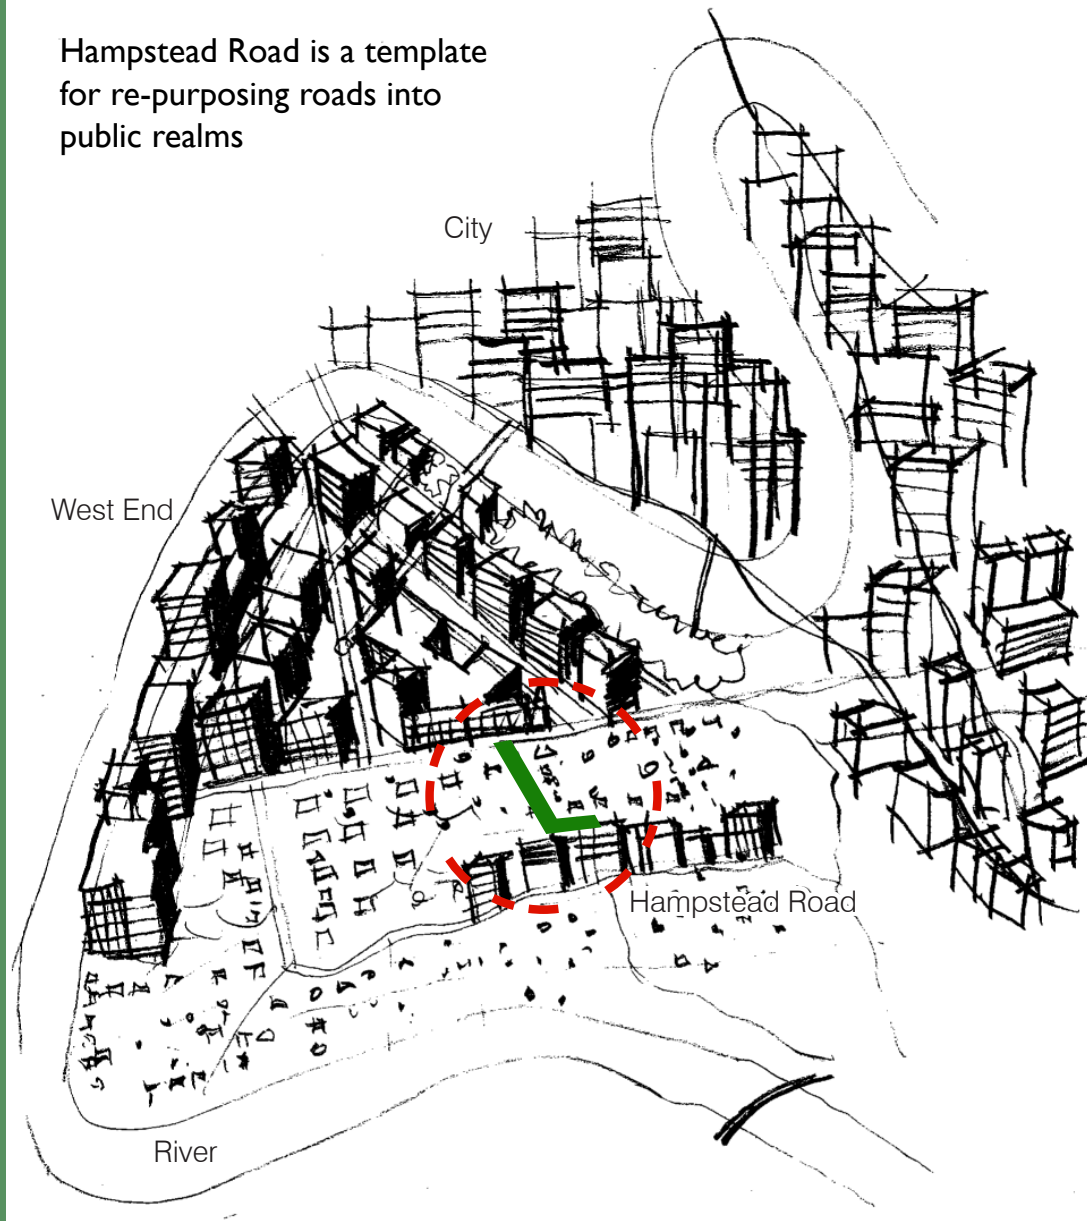 Hampstead Road is a template
for re-purposing roads into
public realms
City
West End
Hampstead Road
River